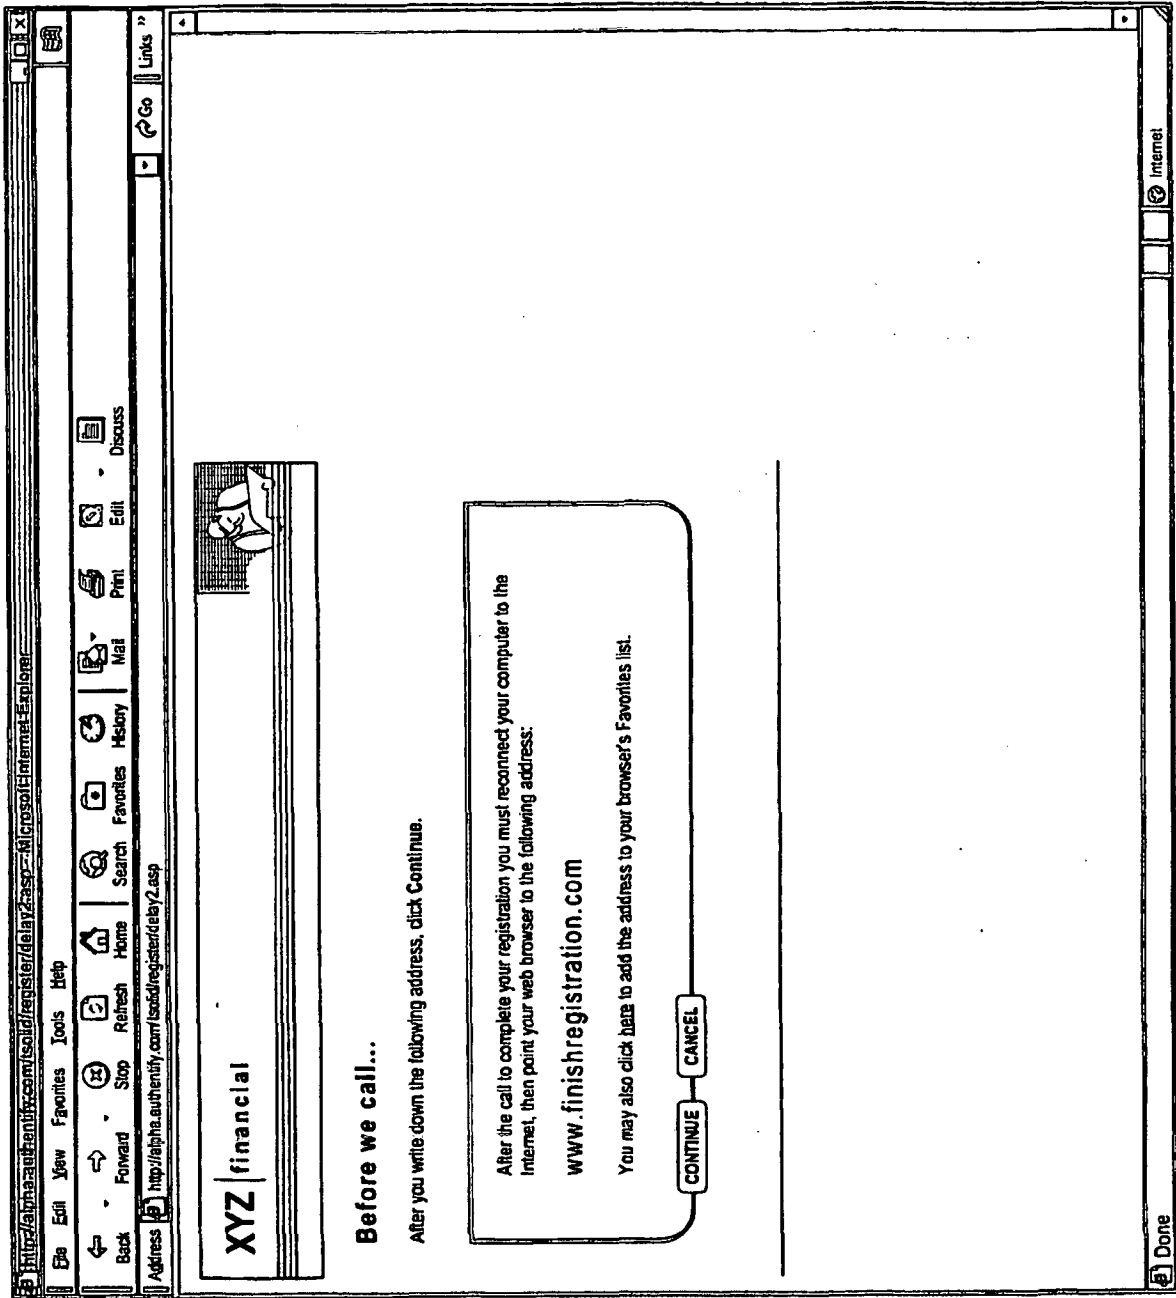 http://alpha.authentify.com/tsolid/register/delay2.asp - Microsoft Internet Explorer
File Edit View Favorites Tools Help
Back Forward Stop Refresh Home Search Favorites History Mail Print Edit Discuss
Address http://alpha.authentify.com/tsolid/register/delay2.asp Go Links »
XYZ financial
Before we call...
After you write down the following address, click Continue.
After the call to complete your registration you must reconnect your computer to the
Internet, then point your web browser to the following address:
www.finishregistration.com
You may also click here to add the address to your browser's Favorites list.
CONTINUE CANCEL
Done Internet